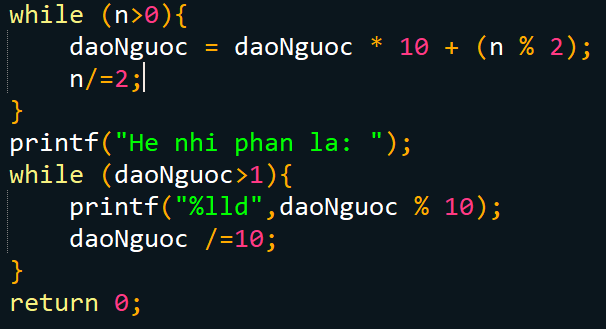 while (n>0){
daoNguoc = daoNguoc * 10 + (n % 2);
n/=2;
}
printf("He nhi phan la: ");
while (daoNguoc>1){
printf("%lld",daoNguoc % 10);
daoNguoc /=10;
}
return 0;